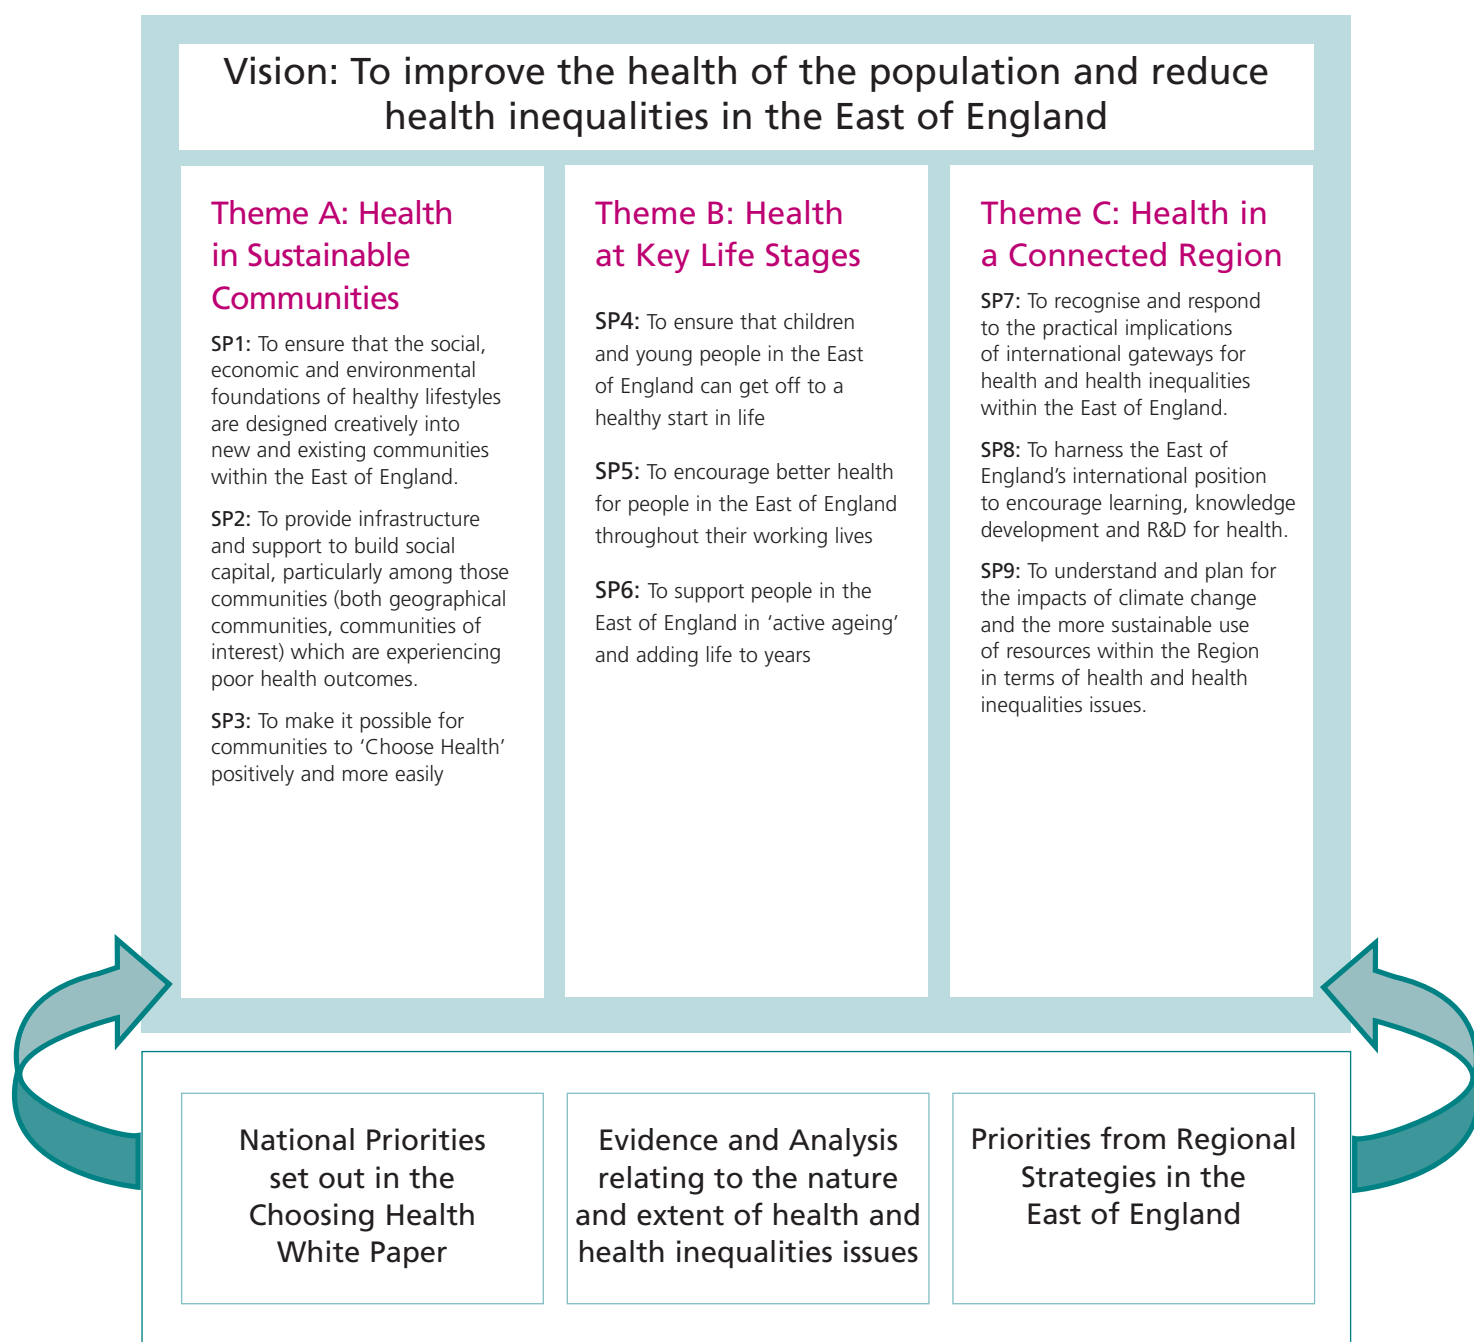 Vision: To improve the health of the population and reduce
health inequalities in the East of England
Theme A: Health
in Sustainable
Communities
SP1: To ensure that the social,
economic and environmental
foundations of healthy lifestyles
are designed creatively into
new and existing communities
within the East of England.
SP2: To provide infrastructure
and support to build social
capital, particularly among those
communities (both geographical
communities, communities of
interest) which are experiencing
poor health outcomes.
SP3: To make it possible for
communities to ‘Choose Health’
positively and more easily
Theme B: Health
at Key Life Stages
SP4: To ensure that children
and young people in the East
of England can get off to a
healthy start in life
SP5: To encourage better health
for people in the East of England
throughout their working lives
SP6: To support people in the
East of England in ‘active ageing’
and adding life to years
Theme C: Health in
a Connected Region
SP7: To recognise and respond
to the practical implications
of international gateways for
health and health inequalities
within the East of England.
SP8: To harness the East of
England’s international position
to encourage learning, knowledge
development and R&D for health.
SP9: To understand and plan for
the impacts of climate change
and the more sustainable use
of resources within the Region
in terms of health and health
inequalities issues.
National Priorities
set out in the
Choosing Health
White Paper
Evidence and Analysis
relating to the nature
and extent of health and
health inequalities issues
Priorities from Regional
Strategies in the
East of England